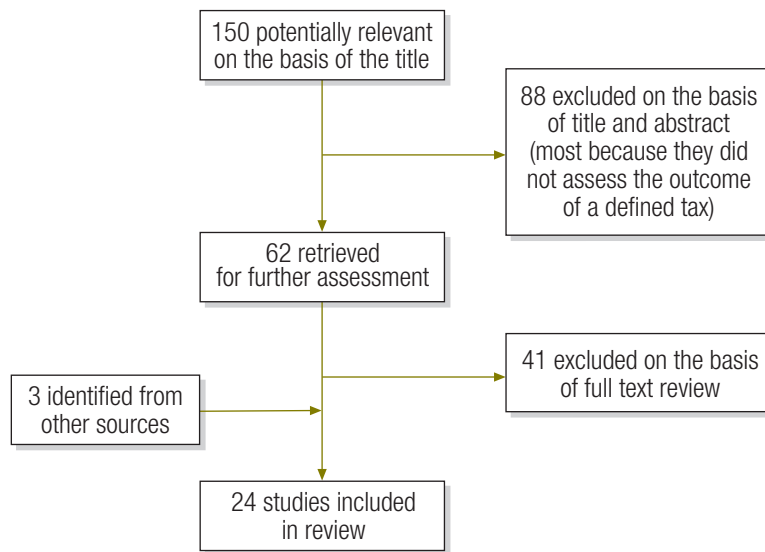 150 potentially relevant
on the basis of the title
88 excluded on the basis
of title and abstract
(most because they did
not assess the outcome
of a defined tax)
62 retrieved
for further assessment
41 excluded on the basis
of full text review
3 identified from
other sources
24 studies included
in review